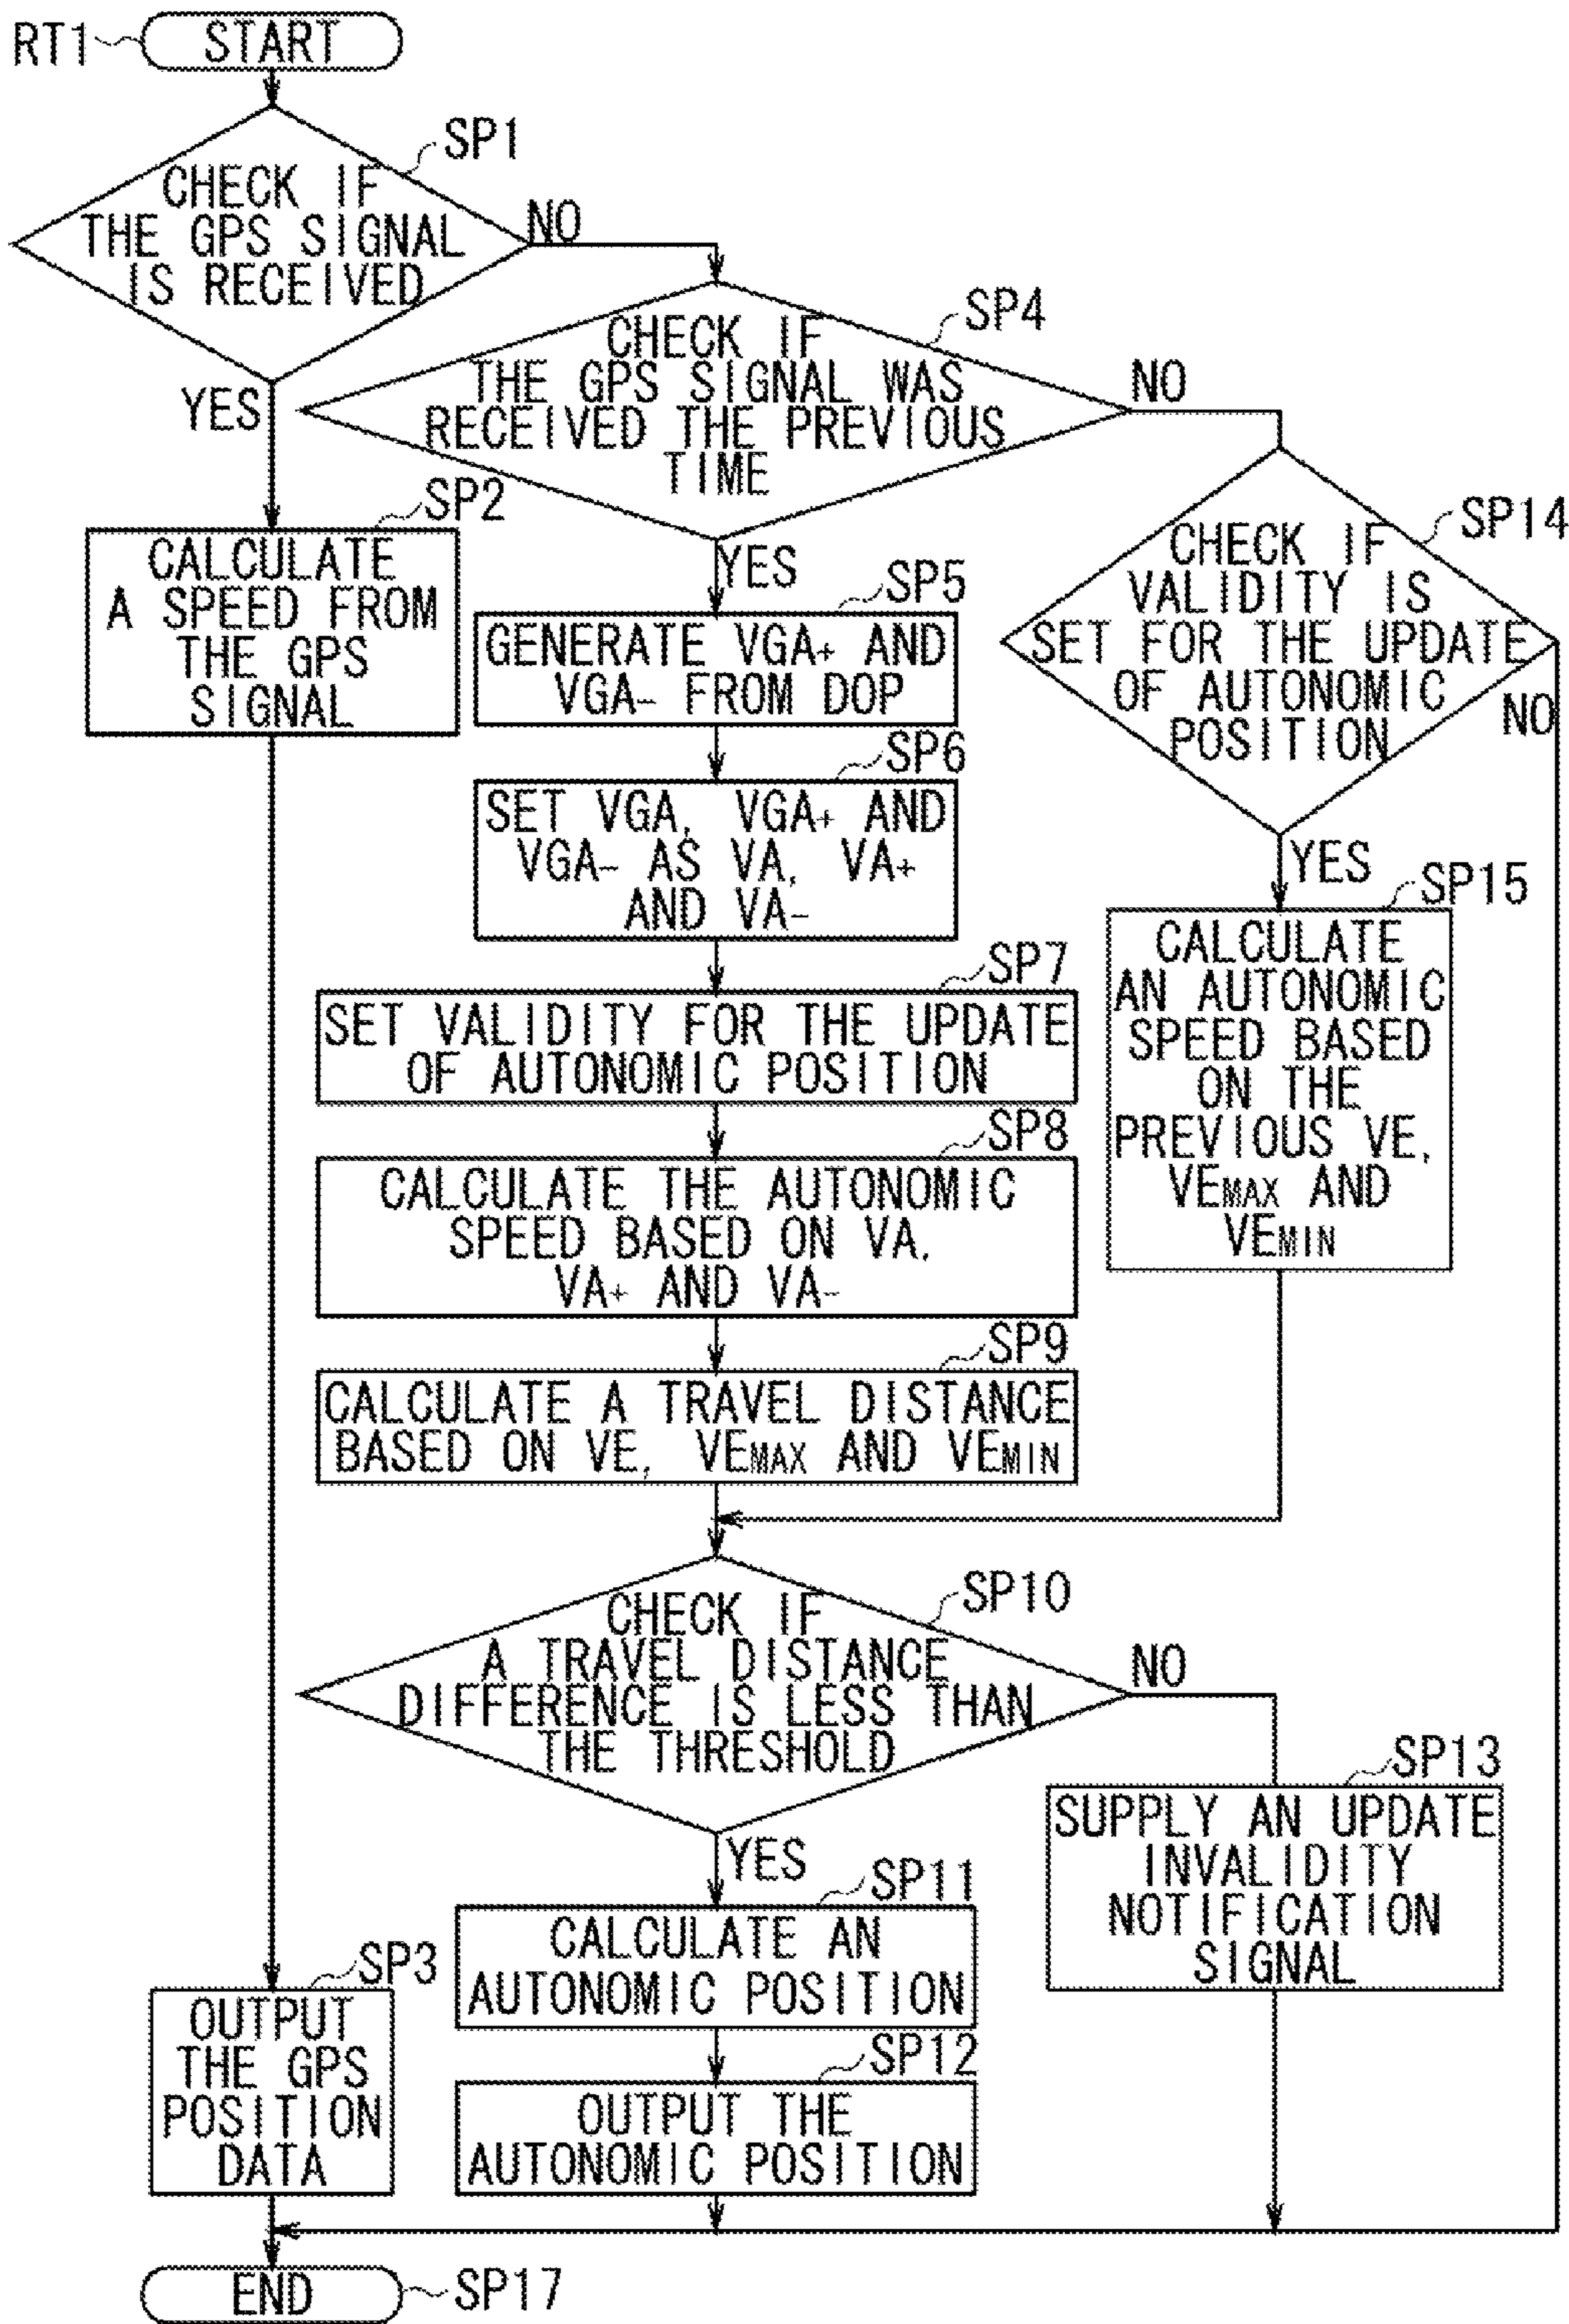 RT1
START
SP1
CHECK IF
THE GPS SIGNAL
IS RECEIVED
NO
YES
SP4
CHECK IF
THE GPS SIGNAL WAS
RECEIVED THE PREVIOUS
TIME
NO
YES
SP2
CALCULATE
A SPEED FROM
THE GPS
SIGNAL
SP14
CHECK IF
VALIDITY IS
SET FOR THE UPDATE
OF AUTONOMIC
POSITION
NO
YES
SP5
GENERATE VGA+ AND
VGA- FROM DOP
SP6
SET VGA, VGA+ AND
VGA- AS VA, VA+
AND VA-
SP15
CALCULATE
AN AUTONOMIC
SPEED BASED
ON THE
PREVIOUS VE,
VEMAX AND
VEMIN
SP7
SET VALIDITY FOR THE UPDATE
OF AUTONOMIC POSITION
SP8
CALCULATE THE AUTONOMIC
SPEED BASED ON VA,
VA+ AND VA-
SP9
CALCULATE A TRAVEL DISTANCE
BASED ON VE, VEMAX AND VEMIN
SP10
CHECK IF
A TRAVEL DISTANCE
DIFFERENCE IS LESS THAN
THE THRESHOLD
NO
YES
SP13
SUPPLY AN UPDATE
INVALIDITY
NOTIFICATION
SIGNAL
SP11
CALCULATE AN
AUTONOMIC POSITION
SP3
OUTPUT
THE GPS
POSITION
DATA
SP12
OUTPUT THE
AUTONOMIC POSITION
END
SP17